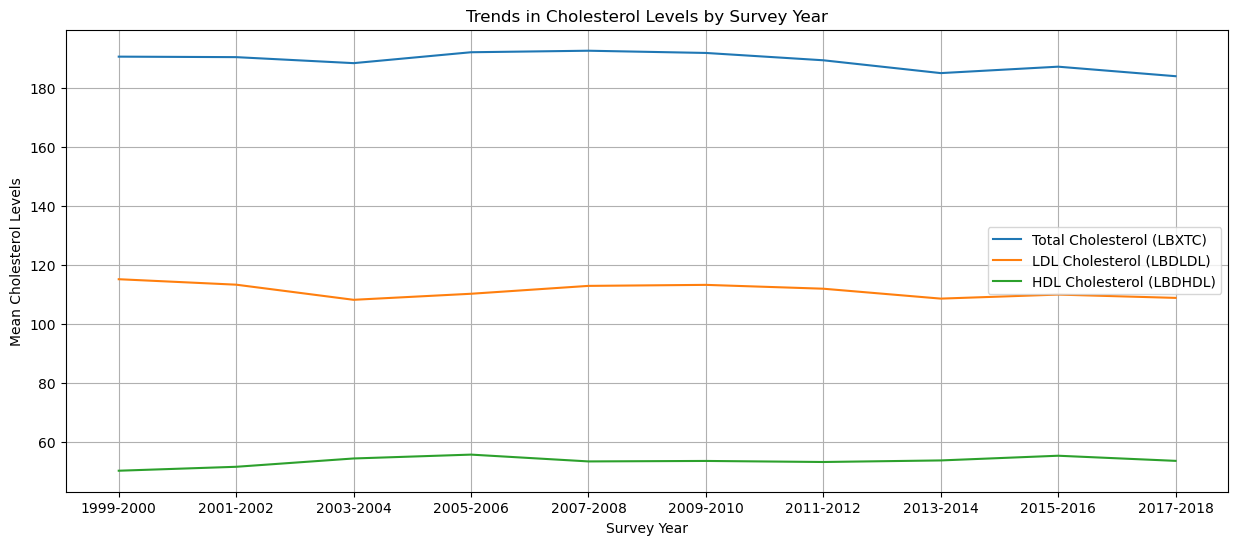 Trends in Cholesterol Levels by Survey Year
Mean Cholesterol Levels
180
160
140
120
100
80
60
Total Cholesterol (LBXTC)
LDL Cholesterol (LBDLDL)
HDL Cholesterol (LBDHDL)
1999-2000 2001-2002 2003-2004 2005-2006 2007-2008 2009-2010 2011-2012 2013-2014 2015-2016 2017-2018
Survey Year